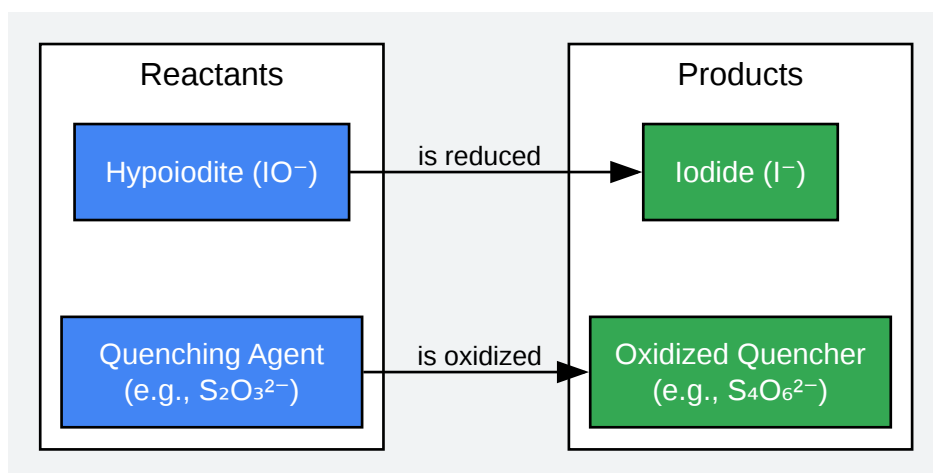 Reactants
Products
Hypoiodite (IO⁻)
is reduced
Iodide (I⁻)
Quenching Agent
(e.g., S₂O₃²⁻)
is oxidized
Oxidized Quencher
(e.g., S₄O₆²⁻)